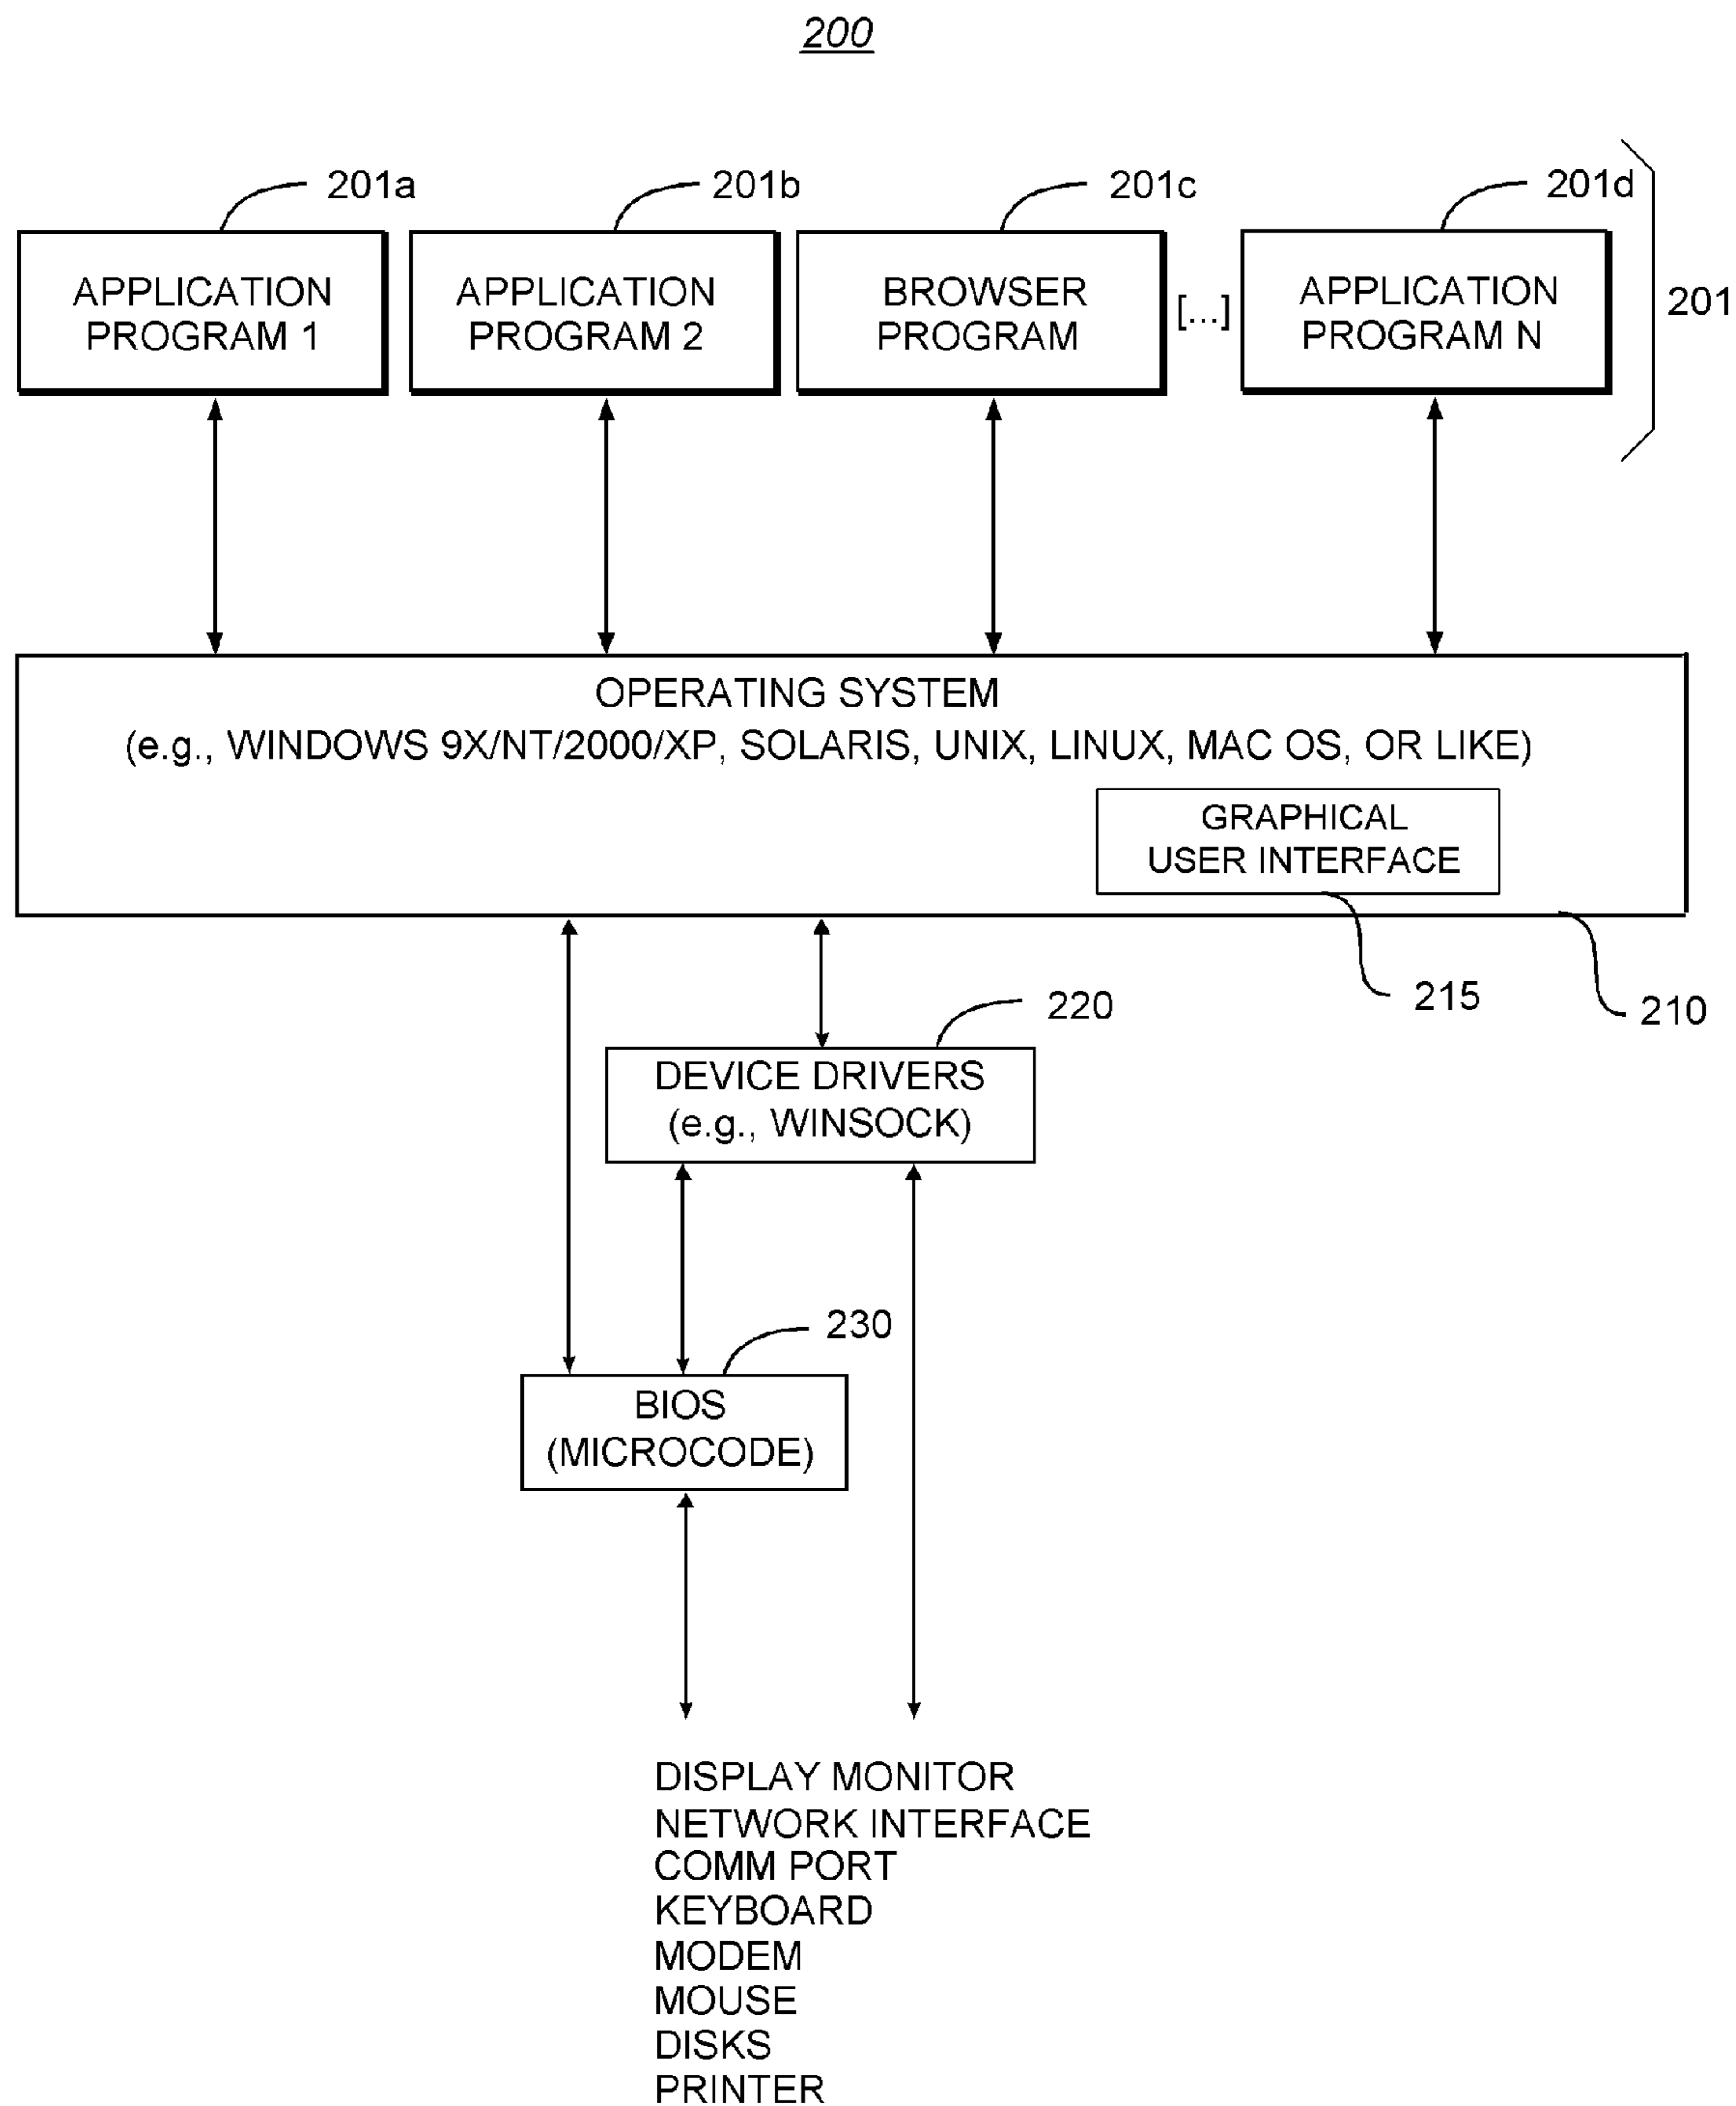 200
201a
201b
201c
201d
APPLICATION
PROGRAM 1
APPLICATION
PROGRAM 2
BROWSER
PROGRAM
[...]
APPLICATION
PROGRAM N
201
OPERATING SYSTEM
(e.g., WINDOWS 9X/NT/2000/XP, SOLARIS, UNIX, LINUX, MAC OS, OR LIKE)
GRAPHICAL
USER INTERFACE
215
210
220
DEVICE DRIVERS
(e.g., WINSOCK)
230
BIOS
(MICROCODE)
DISPLAY MONITOR
NETWORK INTERFACE
COMM PORT
KEYBOARD
MODEM
MOUSE
DISKS
PRINTER